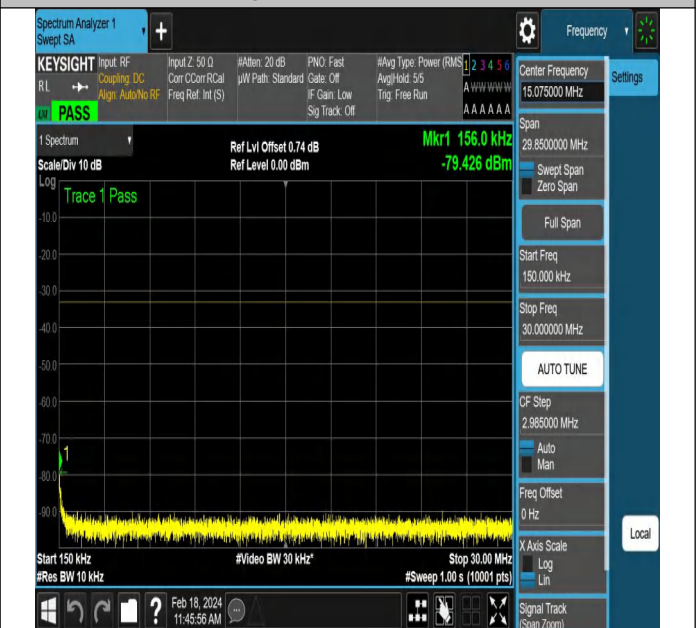 Spectrum Analyzer 1
Swept SA
+
Frequency
KEYSIGHT
RL
PASS
Input: RF
Coupling: DC
Align: Auto/No RF
Input Z: 50 Ω
Corr CCorr RCal
Freq Ref: Int (S)
#Atten: 20 dB
µW Path: Standard
PNO: Fast
Gate: Off
IF Gain: Low
Sig Track: Off
#Avg Type: Power (RMS
Avg|Hold: 5/5
Trig: Free Run
1 2 3 4 5 6
A W W W W W
A A A A A A
1 Spectrum
Scale/Div 10 dB
Ref Lvl Offset 0.74 dB
Ref Level 0.00 dBm
Mkr1 156.0 kHz
-79.426 dBm
Log
Trace 1 Pass
-10.0
-20.0
-30.0
-40.0
-50.0
-60.0
-70.0
1
-80.0
-90.0
Start 150 kHz
#Res BW 10 kHz
#Video BW 30 kHz*
Stop 30.00 MHz
#Sweep 1.00 s (10001 pts)
Feb 18, 2024
11:45:56 AM
?
Center Frequency
15.075000 MHz
Span
29.8500000 MHz
Swept Span
Zero Span
Full Span
Start Freq
150.000 kHz
Stop Freq
30.000000 MHz
AUTO TUNE
CF Step
2.985000 MHz
Auto
Man
Freq Offset
0 Hz
X Axis Scale
Log
Lin
Signal Track
(Span Zoom)
Settings
Local